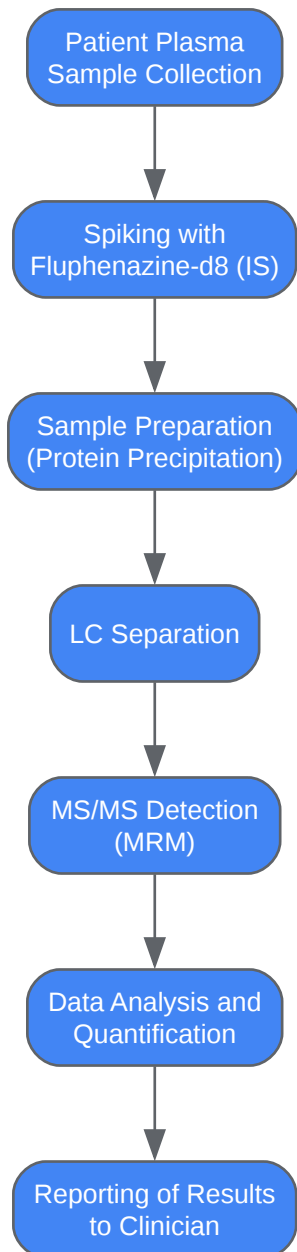 Patient Plasma
Sample Collection
Spiking with
Fluphenazine-d8 (IS)
Sample Preparation
(Protein Precipitation)
LC Separation
MS/MS Detection
(MRM)
Data Analysis and
Quantification
Reporting of Results
to Clinician